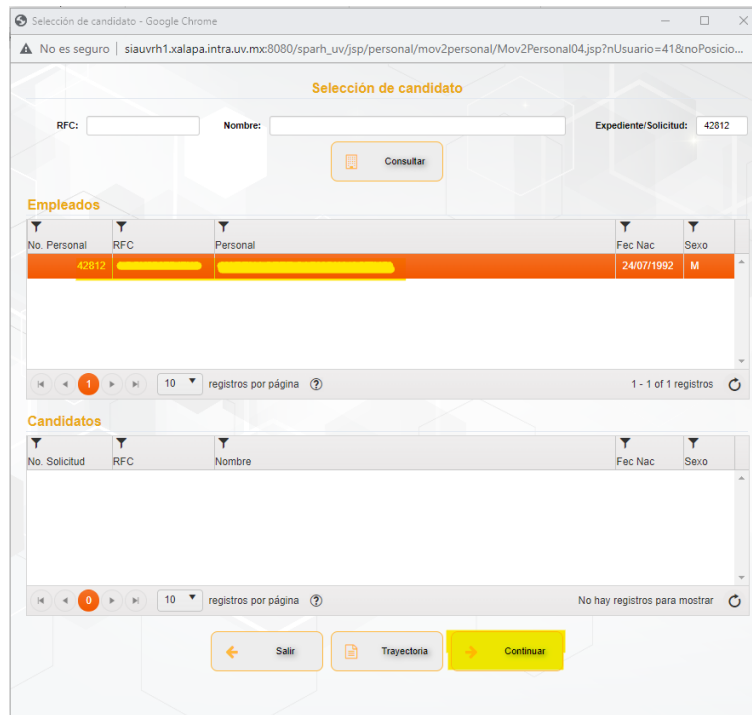 Selección de candidato - Google Chrome
No es seguro | siauvrh1.xalapa.intra.uv.mx:8080/sparh_uv/jsp/personal/mov2personal/Mov2Personal04.jsp?nUsuario=41&noPosicio...
Selección de candidato
RFC: Nombre: Expediente/Solicitud: 42812
Consultar
Empleados
No. Personal RFC Personal Fec Nac Sexo
42812 24/07/1992 M
1 10 registros por página 1 - 1 of 1 registros
Candidatos
No. Solicitud RFC Nombre Fec Nac Sexo
0 10 registros por página No hay registros para mostrar
Salir Trayectoria Continuar